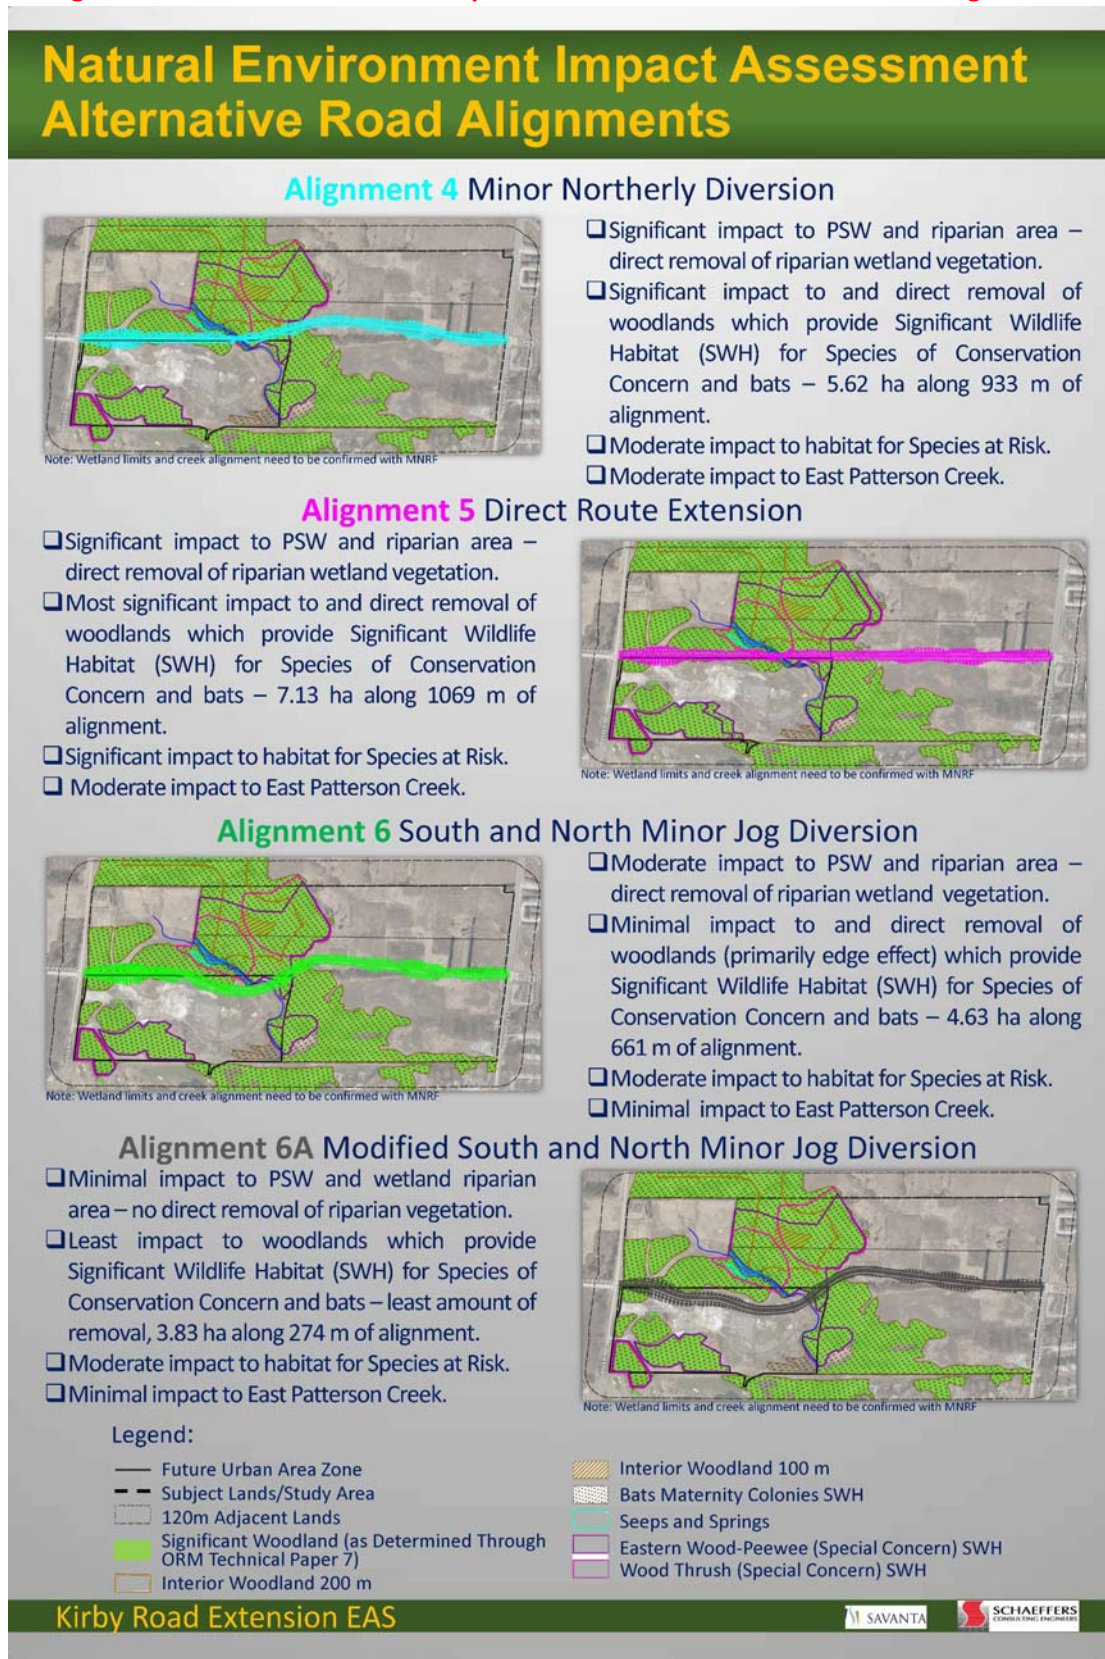 Natural Environment Impact Assessment
Alternative Road Alignments
Alignment 4 Minor Northerly Diversion
❑Significant impact to PSW and riparian area –
direct removal of riparian wetland vegetation.
❑Significant impact to and direct removal of
woodlands which provide Significant Wildlife
Habitat (SWH) for Species of Conservation
Concern and bats – 5.62 ha along 933 m of
alignment.
❑Moderate impact to habitat for Species at Risk.
❑Moderate impact to East Patterson Creek.
Note: Wetland limits and creek alignment need to be confirmed with MNRF
Alignment 5 Direct Route Extension
❑Significant impact to PSW and riparian area –
direct removal of riparian wetland vegetation.
❑Most significant impact to and direct removal of
woodlands which provide Significant Wildlife
Habitat (SWH) for Species of Conservation
Concern and bats – 7.13 ha along 1069 m of
alignment.
❑Significant impact to habitat for Species at Risk.
❑ Moderate impact to East Patterson Creek.
Note: Wetland limits and creek alignment need to be confirmed with MNRF
Alignment 6 South and North Minor Jog Diversion
❑Moderate impact to PSW and riparian area –
direct removal of riparian wetland vegetation.
❑Minimal impact to and direct removal of
woodlands (primarily edge effect) which provide
Significant Wildlife Habitat (SWH) for Species of
Conservation Concern and bats – 4.63 ha along
661 m of alignment.
❑Moderate impact to habitat for Species at Risk.
❑Minimal impact to East Patterson Creek.
Note: Wetland limits and creek alignment need to be confirmed with MNRF
Alignment 6A Modified South and North Minor Jog Diversion
❑Minimal impact to PSW and wetland riparian
area – no direct removal of riparian vegetation.
❑Least impact to woodlands which provide
Significant Wildlife Habitat (SWH) for Species of
Conservation Concern and bats – least amount of
removal, 3.83 ha along 274 m of alignment.
❑Moderate impact to habitat for Species at Risk.
❑Minimal impact to East Patterson Creek.
Note: Wetland limits and creek alignment need to be confirmed with MNRF
Legend:
Future Urban Area Zone
Subject Lands/Study Area
120m Adjacent Lands
Significant Woodland (as Determined Through
ORM Technical Paper 7)
Interior Woodland 200 m
Interior Woodland 100 m
Bats Maternity Colonies SWH
Seeps and Springs
Eastern Wood-Peewee (Special Concern) SWH
Wood Thrush (Special Concern) SWH
Kirby Road Extension EAS
SAVANTA
SCHAEFFERS
CONSULTING ENGINEERS